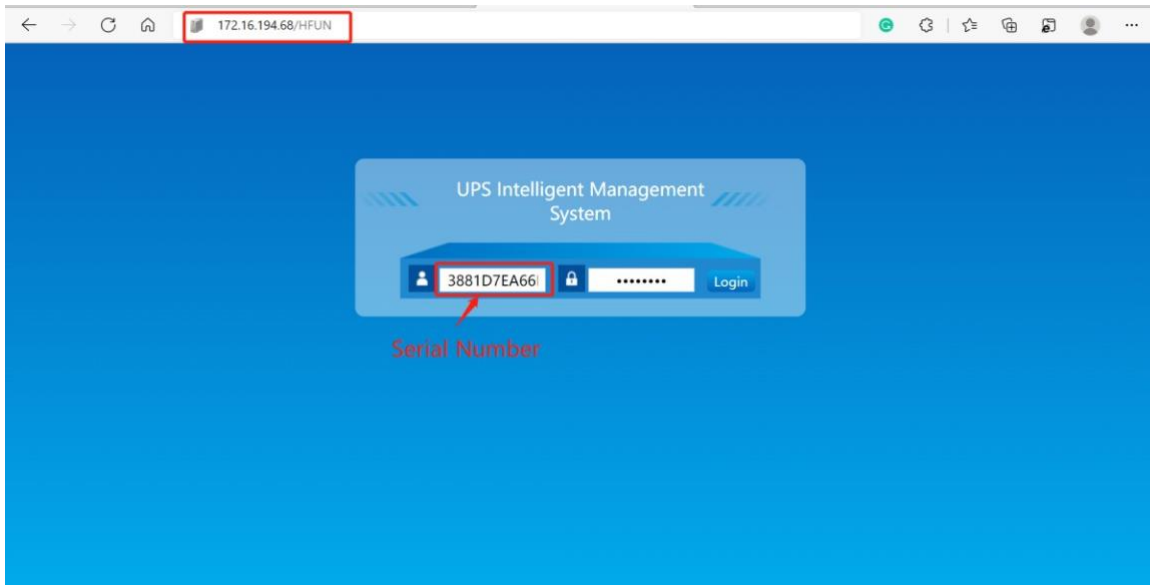 172.16.194.68/HFUN
UPS Intelligent Management
System
3881D7EA66
Login
Serial Number